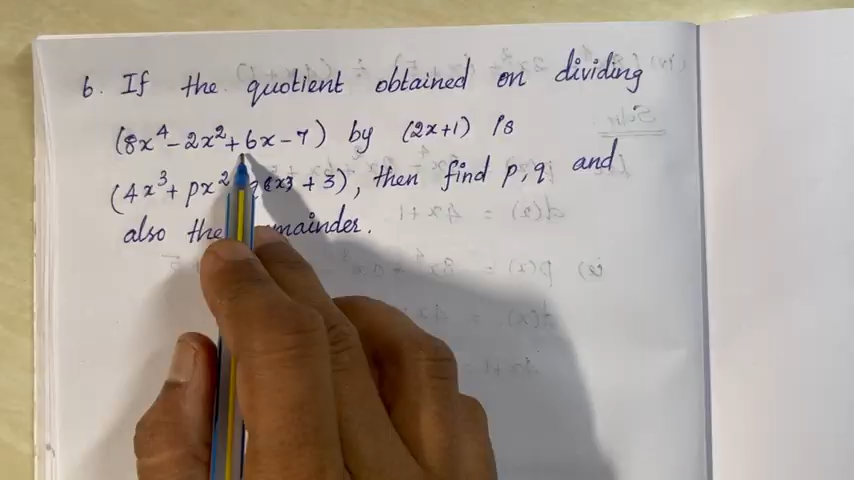 6. If the quotient obtained on dividing
(8x⁴ - 2x² + 6x - 7) by (2x+1) is
(4x³ + px² + 3), then find p, q and
also the remainder.